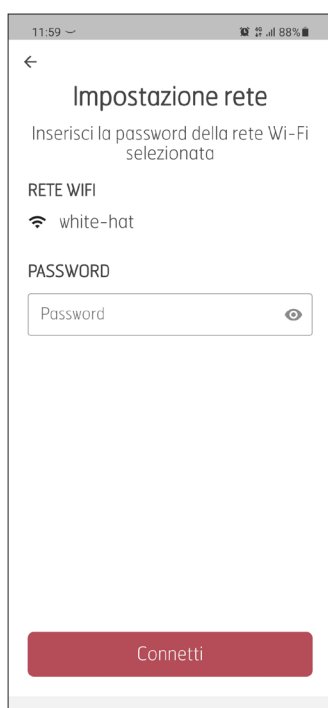 11:59
88%
Impostazione rete
Inserisci la password della rete Wi-Fi
selezionata
RETE WIFI
white-hat
PASSWORD
Password
Connetti